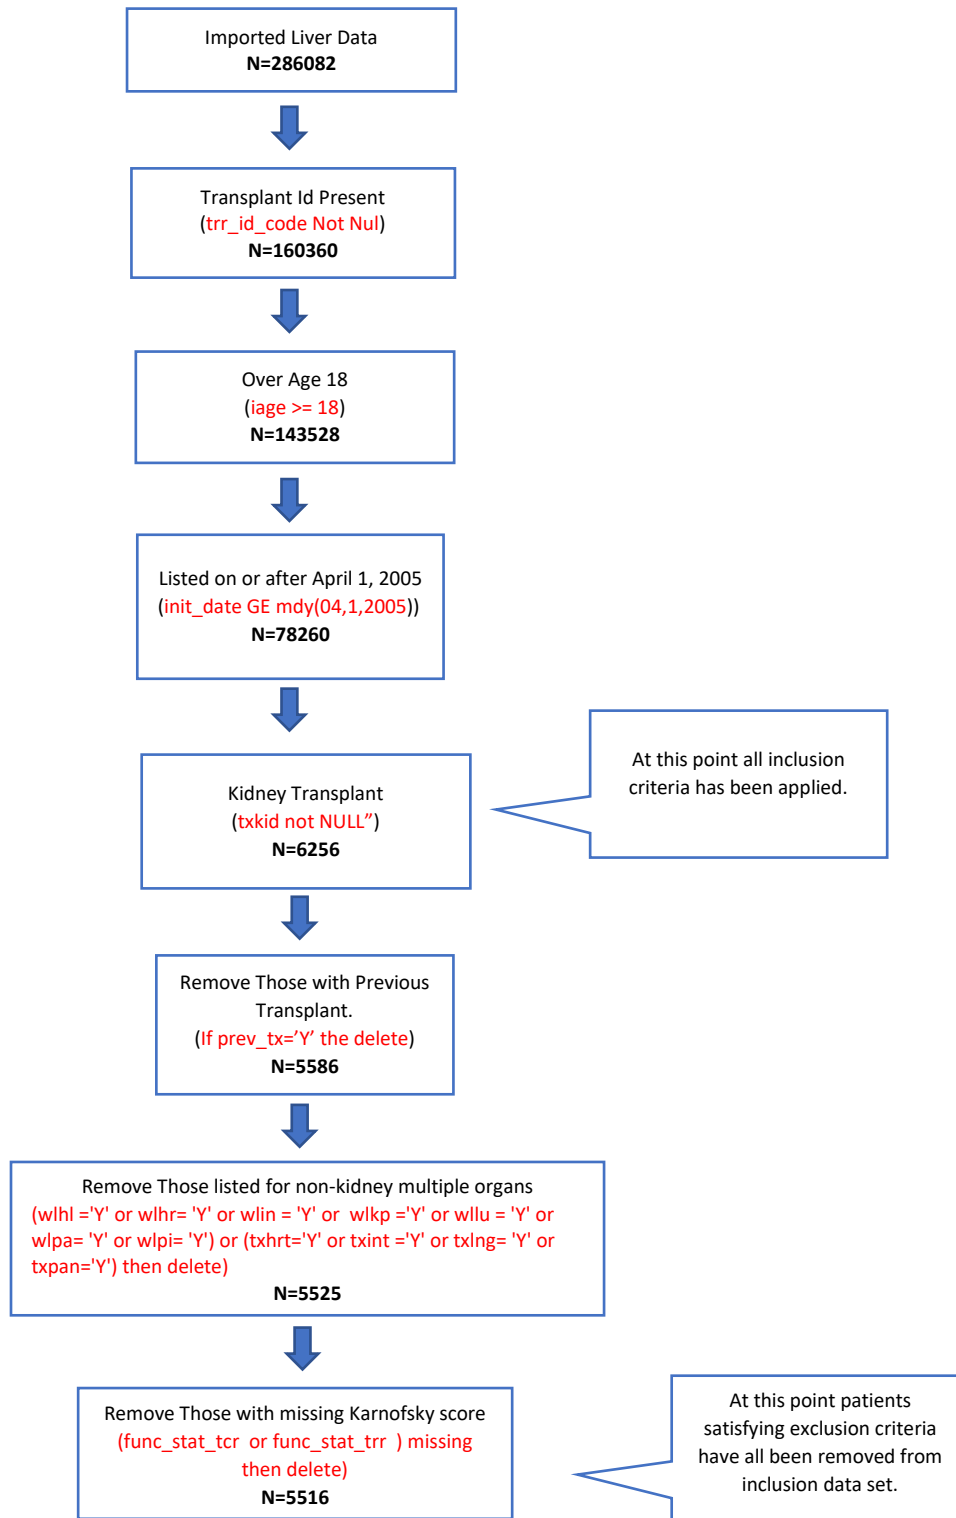 Imported Liver Data
N=286082
Transplant Id Present
(trr_id_code Not Nul)
N=160360
Over Age 18
(iage >= 18)
N=143528
Listed on or after April 1, 2005
(init_date GE mdy(04,1,2005))
N=78260
At this point all inclusion
criteria has been applied.
Kidney Transplant
(txkid not NULL”)
N=6256
Remove Those with Previous
Transplant.
(If prev_tx=’Y’ the delete)
N=5586
Remove Those listed for non-kidney multiple organs
(wlhl ='Y' or wlhr= 'Y' or wlin = 'Y' or wlkp ='Y' or wllu = 'Y' or
wlpa= 'Y' or wlpi= 'Y') or (txhrt='Y' or txint ='Y' or txlng= 'Y' or
txpan='Y') then delete)
N=5525
Remove Those with missing Karnofsky score
(func_stat_tcr or func_stat_trr ) missing
then delete)
N=5516
At this point patients
satisfying exclusion criteria
have all been removed from
inclusion data set.